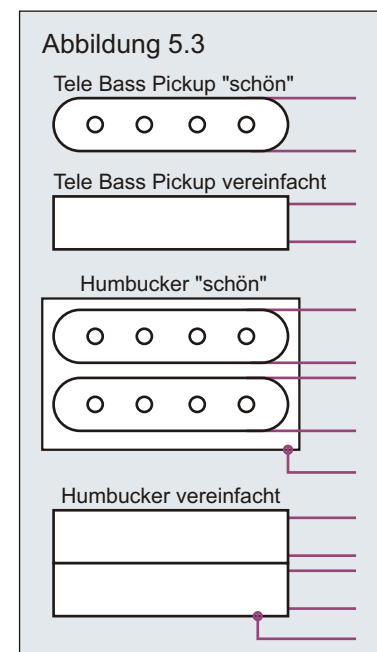 Abbildung 5.3
Tele Bass Pickup "schön"
Tele Bass Pickup vereinfacht
Humbucker "schön"
Humbucker vereinfacht